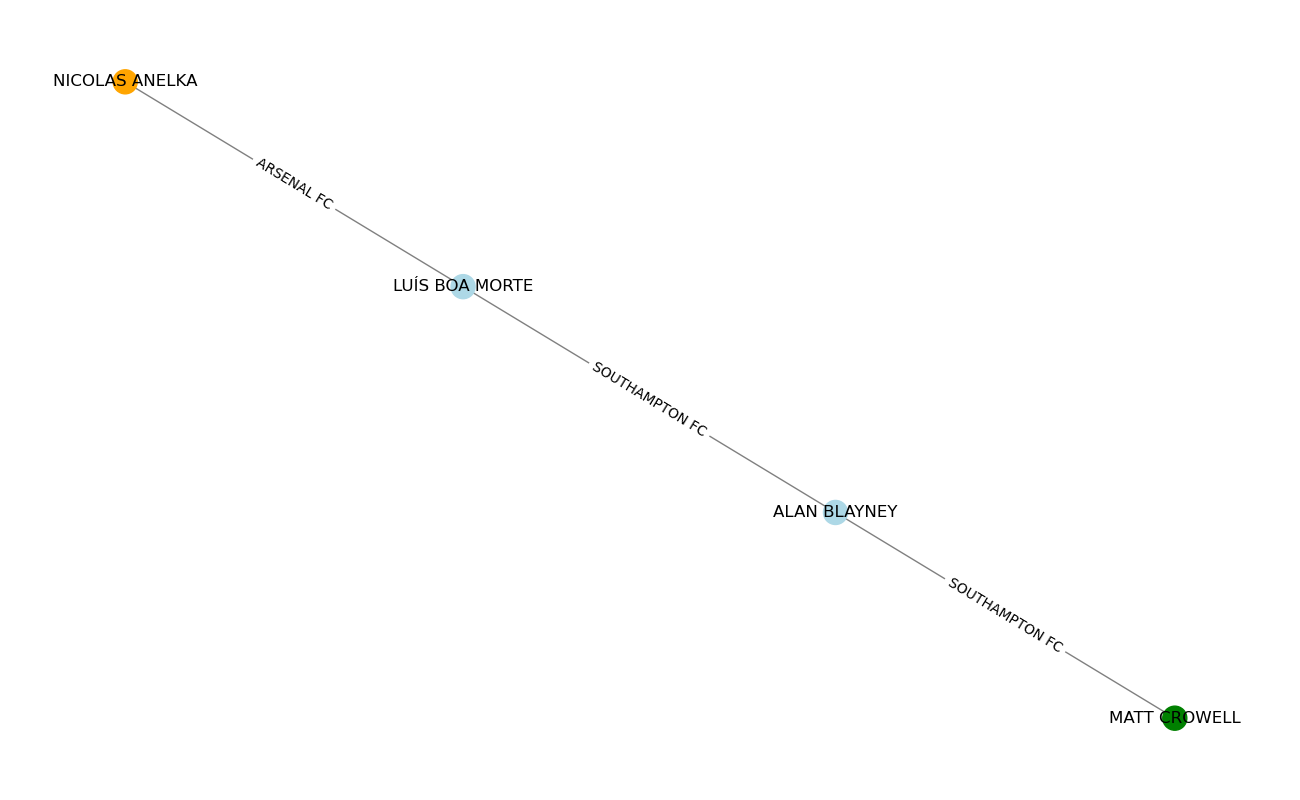 NICOLAS ANELKA
ARSENAL FC
LUÍS BOA MORTE
SOUTHAMPTON FC
ALAN BLAYNEY
SOUTHAMPTON FC
MATT CROWELL